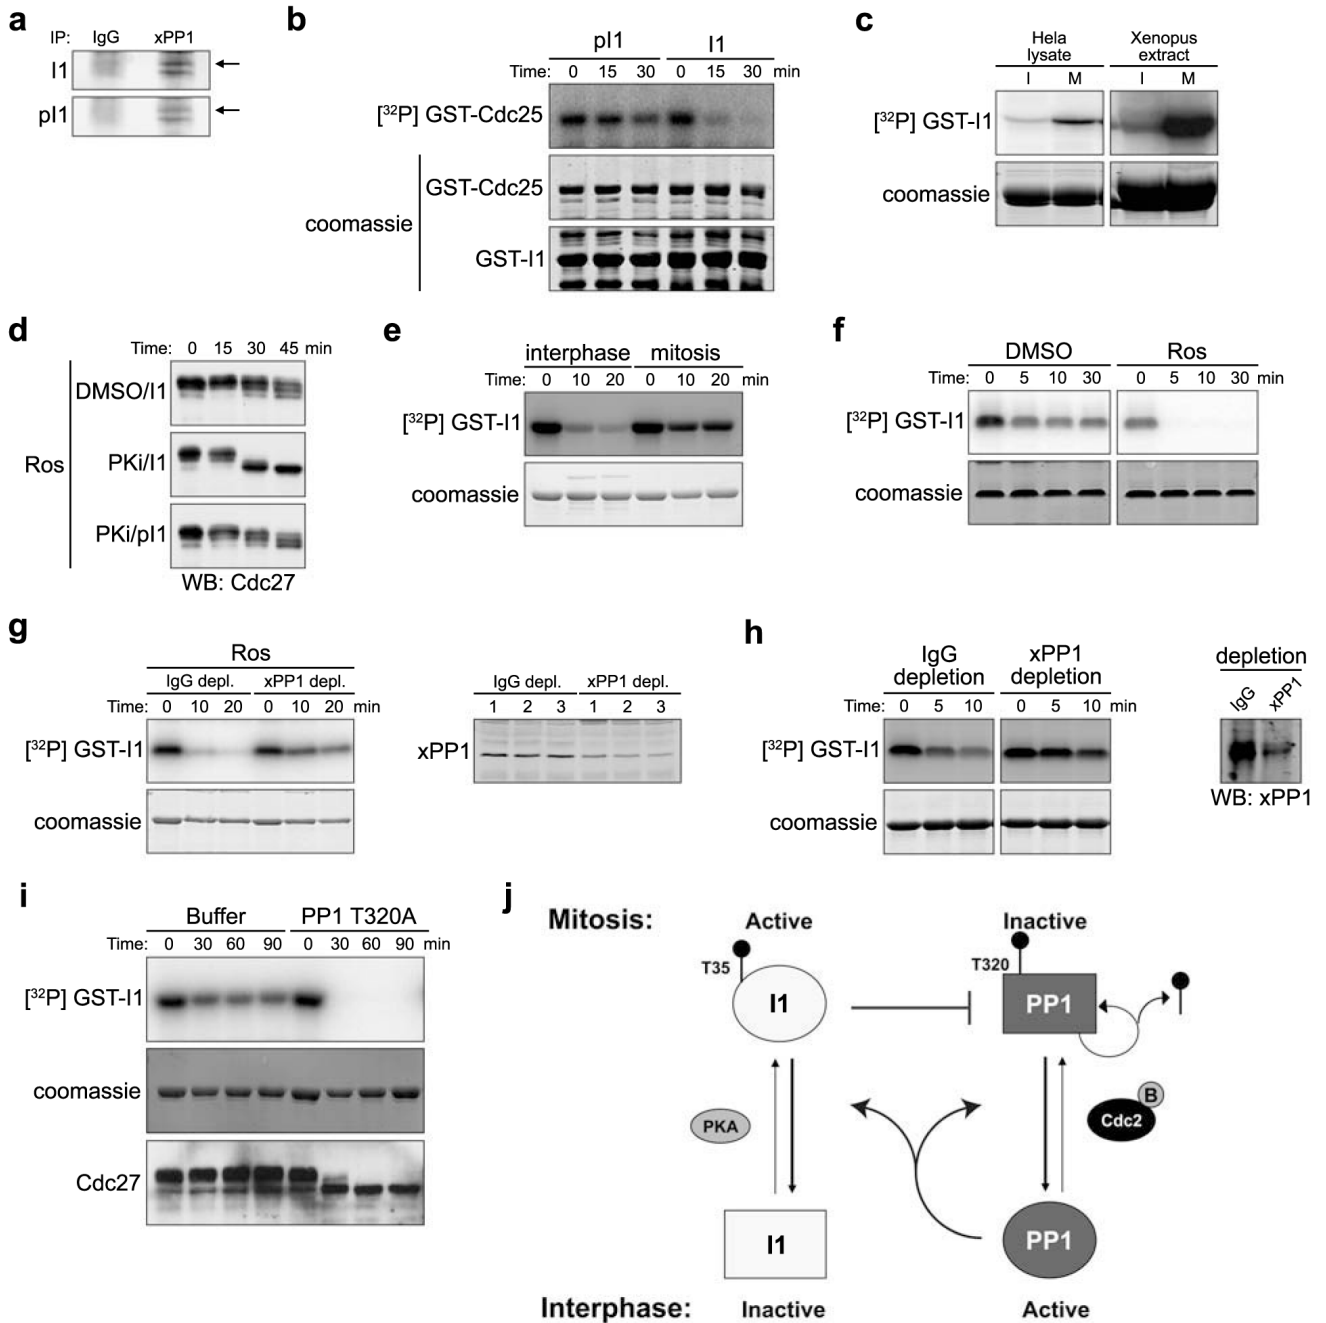 a
IP: IgG xPP1
I1
pI1
b
pI1 I1
Time: 0 15 30 0 15 30 min
[32P] GST-Cdc25
GST-Cdc25
coomassie
GST-I1
c
Hela lysate Xenopus extract
I M I M
[32P] GST-I1
coomassie
d
Time: 0 15 30 45 min
DMSO/I1
Ros PKi/I1
PKi/pI1
WB: Cdc27
e
interphase mitosis
Time: 0 10 20 0 10 20 min
[32P] GST-I1
coomassie
f
DMSO Ros
Time: 0 5 10 30 0 5 10 30 min
[32P] GST-I1
coomassie
g
Ros
IgG depl. xPP1 depl.
Time: 0 10 20 0 10 20 min
[32P] GST-I1
coomassie
IgG depl. xPP1 depl.
1 2 3 1 2 3
xPP1
h
IgG depletion xPP1 depletion
Time: 0 5 10 0 5 10 min
[32P] GST-I1
coomassie
depletion
IgG xPP1
WB: xPP1
i
Buffer PP1 T320A
Time: 0 30 60 90 0 30 60 90 min
[32P] GST-I1
coomassie
Cdc27
j
Mitosis: Active Inactive
T35 T320
I1 PP1
PKA B
Cdc2
I1 PP1
Interphase: Inactive Active